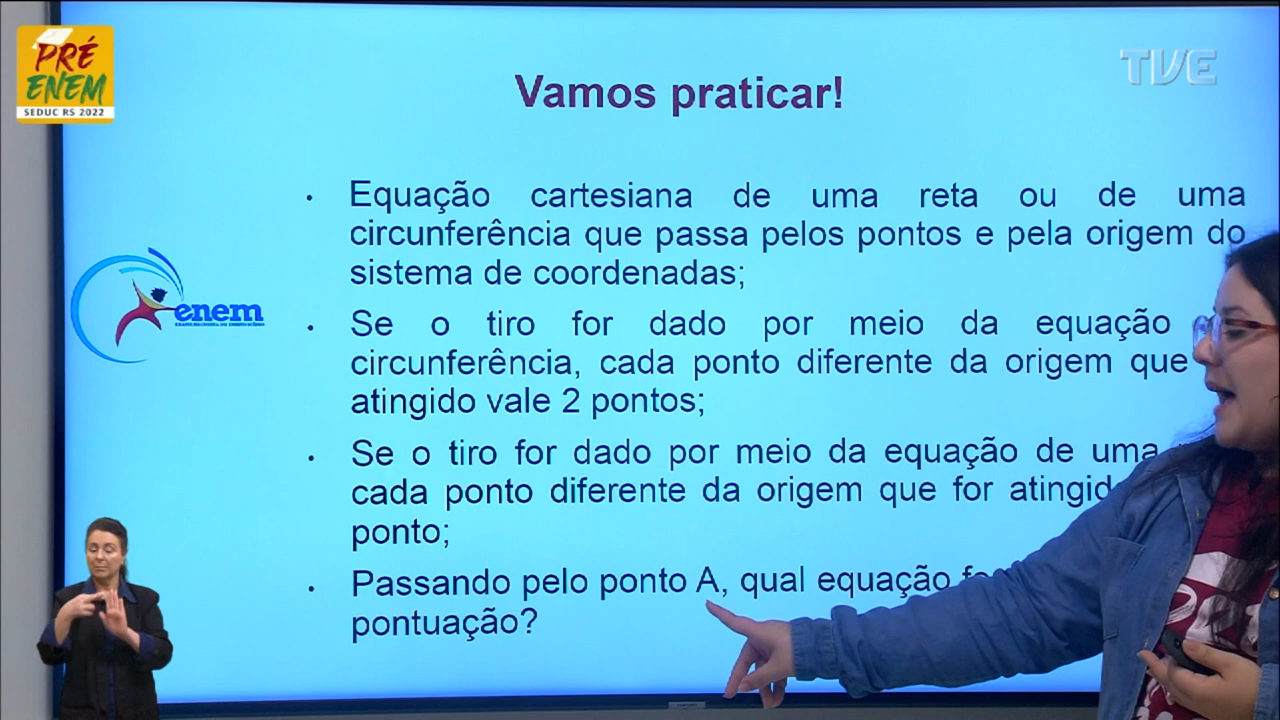 PRÉ
ENEM
SEDUC RS 2022
TVE
Vamos praticar!
• Equação cartesiana de uma reta ou de uma
circunferência que passa pelos pontos e pela origem do
sistema de coordenadas;
enem
• Se o tiro for dado por meio da equação
circunferência, cada ponto diferente da origem que
atingido vale 2 pontos;
• Se o tiro for dado por meio da equação de uma
cada ponto diferente da origem que for
ponto;
• Passando pelo ponto A, qual equação
pontuação?